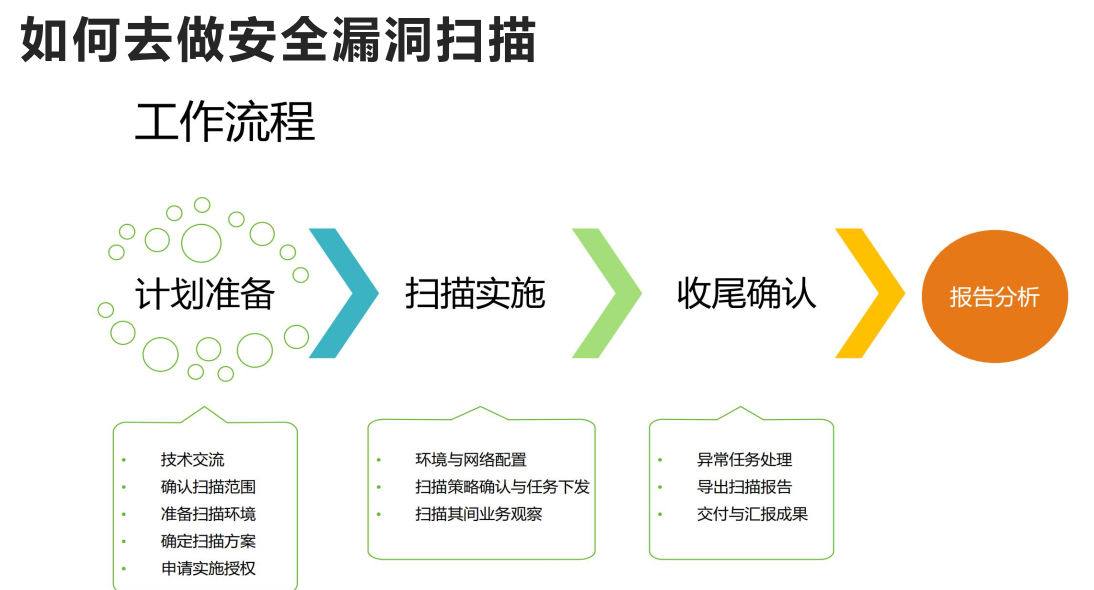 如何去做安全漏洞扫描
工作流程
计划准备
扫描实施
收尾确认
报告分析
• 技术交流
• 确认扫描范围
• 准备扫描环境
• 确定扫描方案
• 申请实施授权
• 环境与网络配置
• 扫描策略确认与任务下发
• 扫描其间业务观察
• 异常任务处理
• 导出扫描报告
• 交付与汇报成果